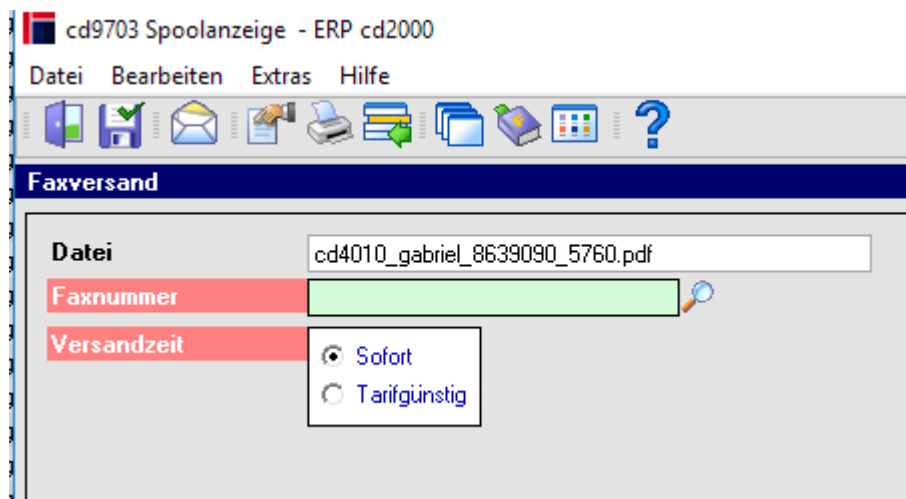 cd9703 Spoolanzeige - ERP cd2000
Datei Bearbeiten Extras Hilfe
Faxversand
Datei cd4010_gabriel_8639090_5760.pdf
Faxnummer
Versandzeit
Sofort
Tarifgünstig